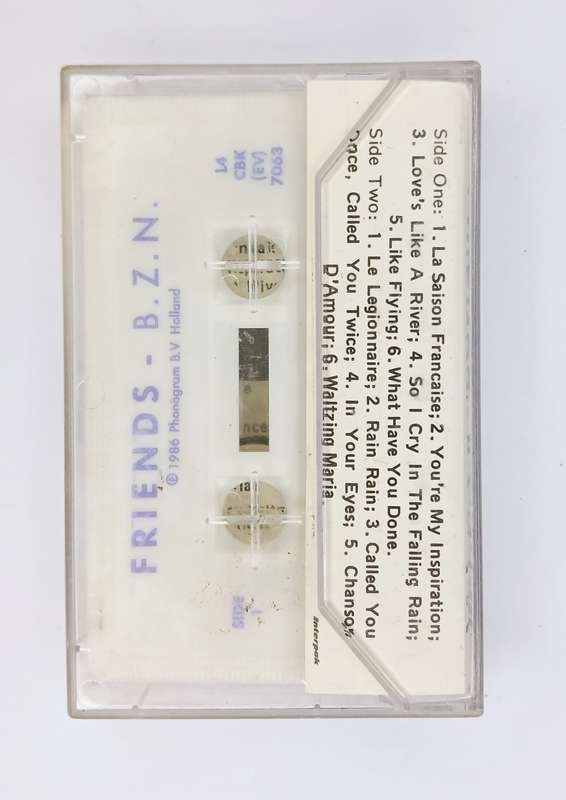 Side One: 1. La Saison Francaise; 2. You're My Inspiration;
3. Love's Like A River; 4. So I Cry In The Falling Rain;
5. Like Flying; 6. What Have You Done.
Side Two: 1. Le Legionnaire; 2. Rain Rain; 3. Called You
Once, Called You Twice; 4. In Your Eyes; 5. Chanson
D'Amour; 6. Waltzing Maria
Interpak
FRIENDS - B.Z.N.
℗ 1986 Phonogram B.V Holland
L4
CBK
(EV)
7063
SIDE
1